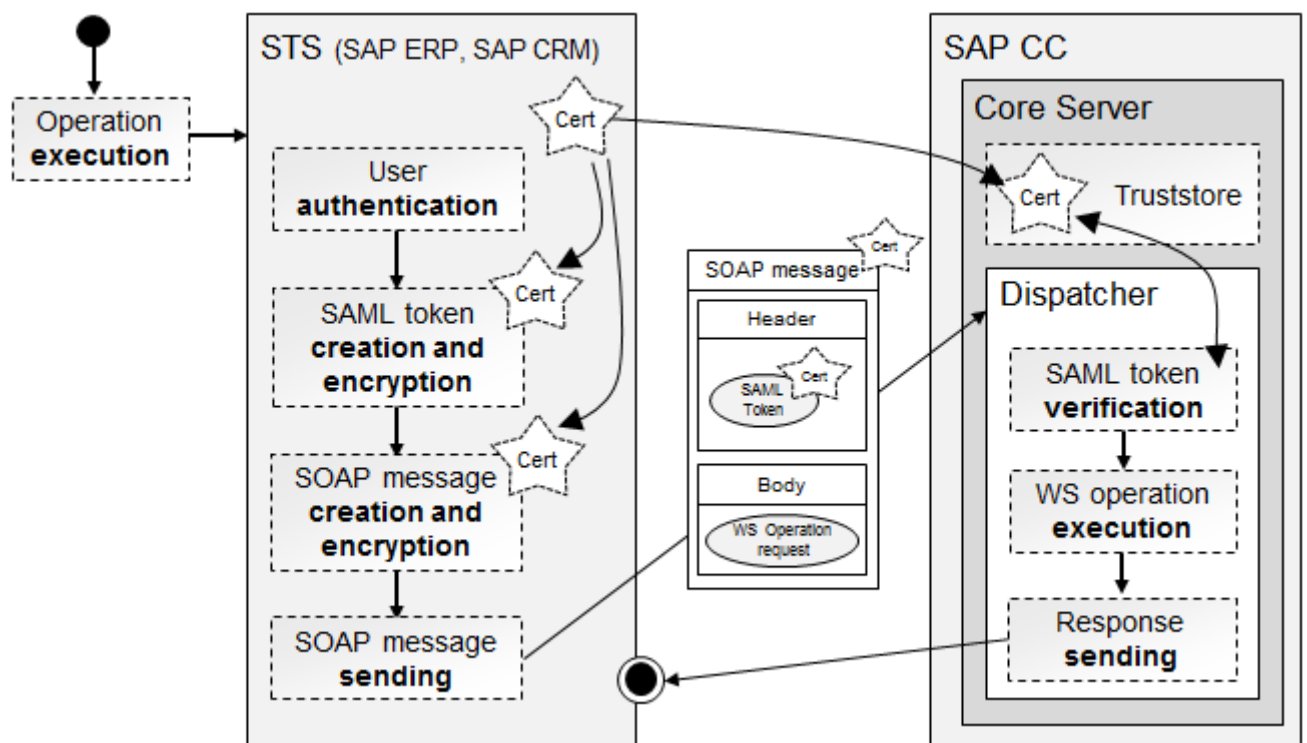 Operation
execution
STS (SAP ERP, SAP CRM)
Cert
User
authentication
Cert
SAML token
creation and
encryption
Cert
SOAP message
creation and
encryption
SOAP message
sending
Cert
SOAP message
Header
Cert
SAML
Token
Body
WS Operation
request
SAP CC
Core Server
Cert
Truststore
Dispatcher
SAML token
verification
WS operation
execution
Response
sending